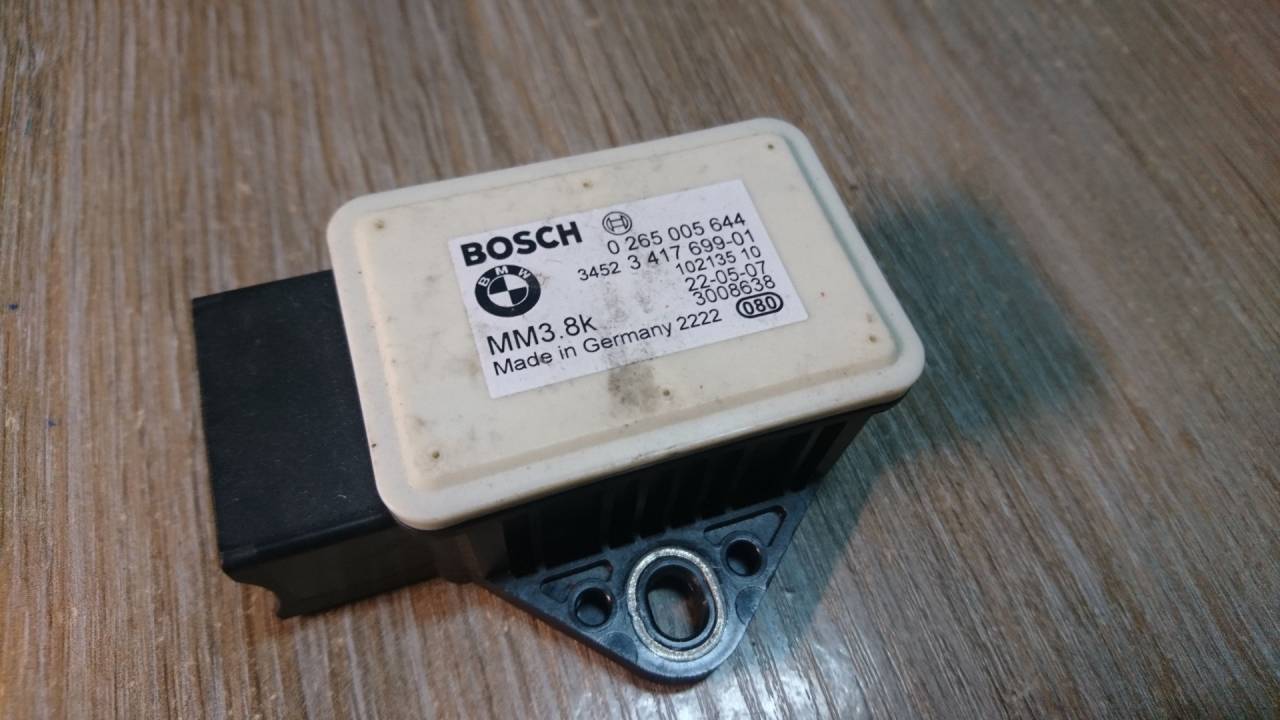 BOSCH
0 265 005 644
BMW
3452 3 417 699-01
102135 10
22-05-07
3008638
MM3.8k
080
Made in Germany 2222